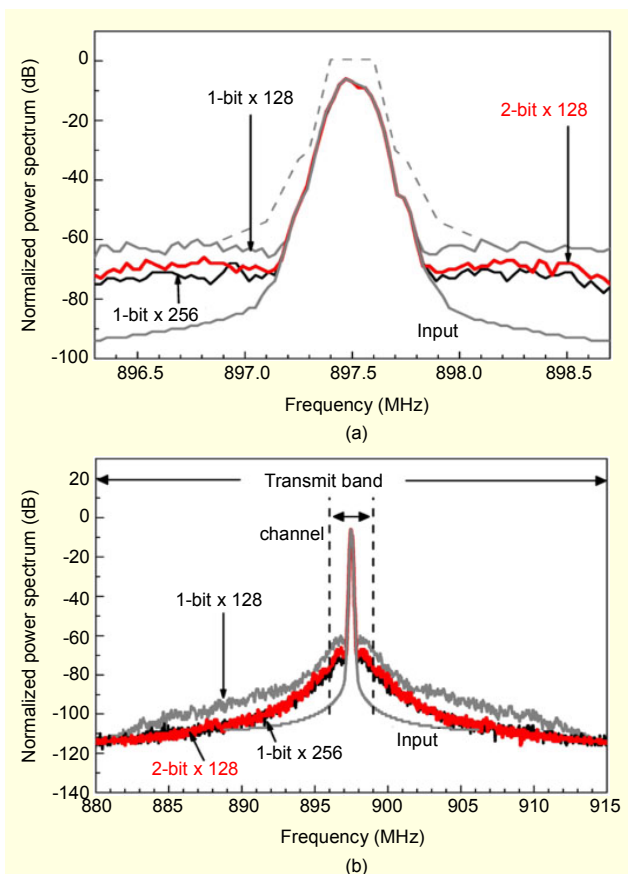 0
1-bit x 128
2-bit x 128
-20
-40
-60
-80
1-bit x 256
Input
-100
896.5 897.0 897.5 898.0 898.5
Normalized power spectrum (dB)
Frequency (MHz)
(a)
20
Transmit band
0
channel
-20
-40
1-bit x 128
-60
-80
-100
1-bit x 256
Input
-120
2-bit x 128
-140
880 885 890 895 900 905 910 915
Normalized power spectrum (dB)
Frequency (MHz)
(b)